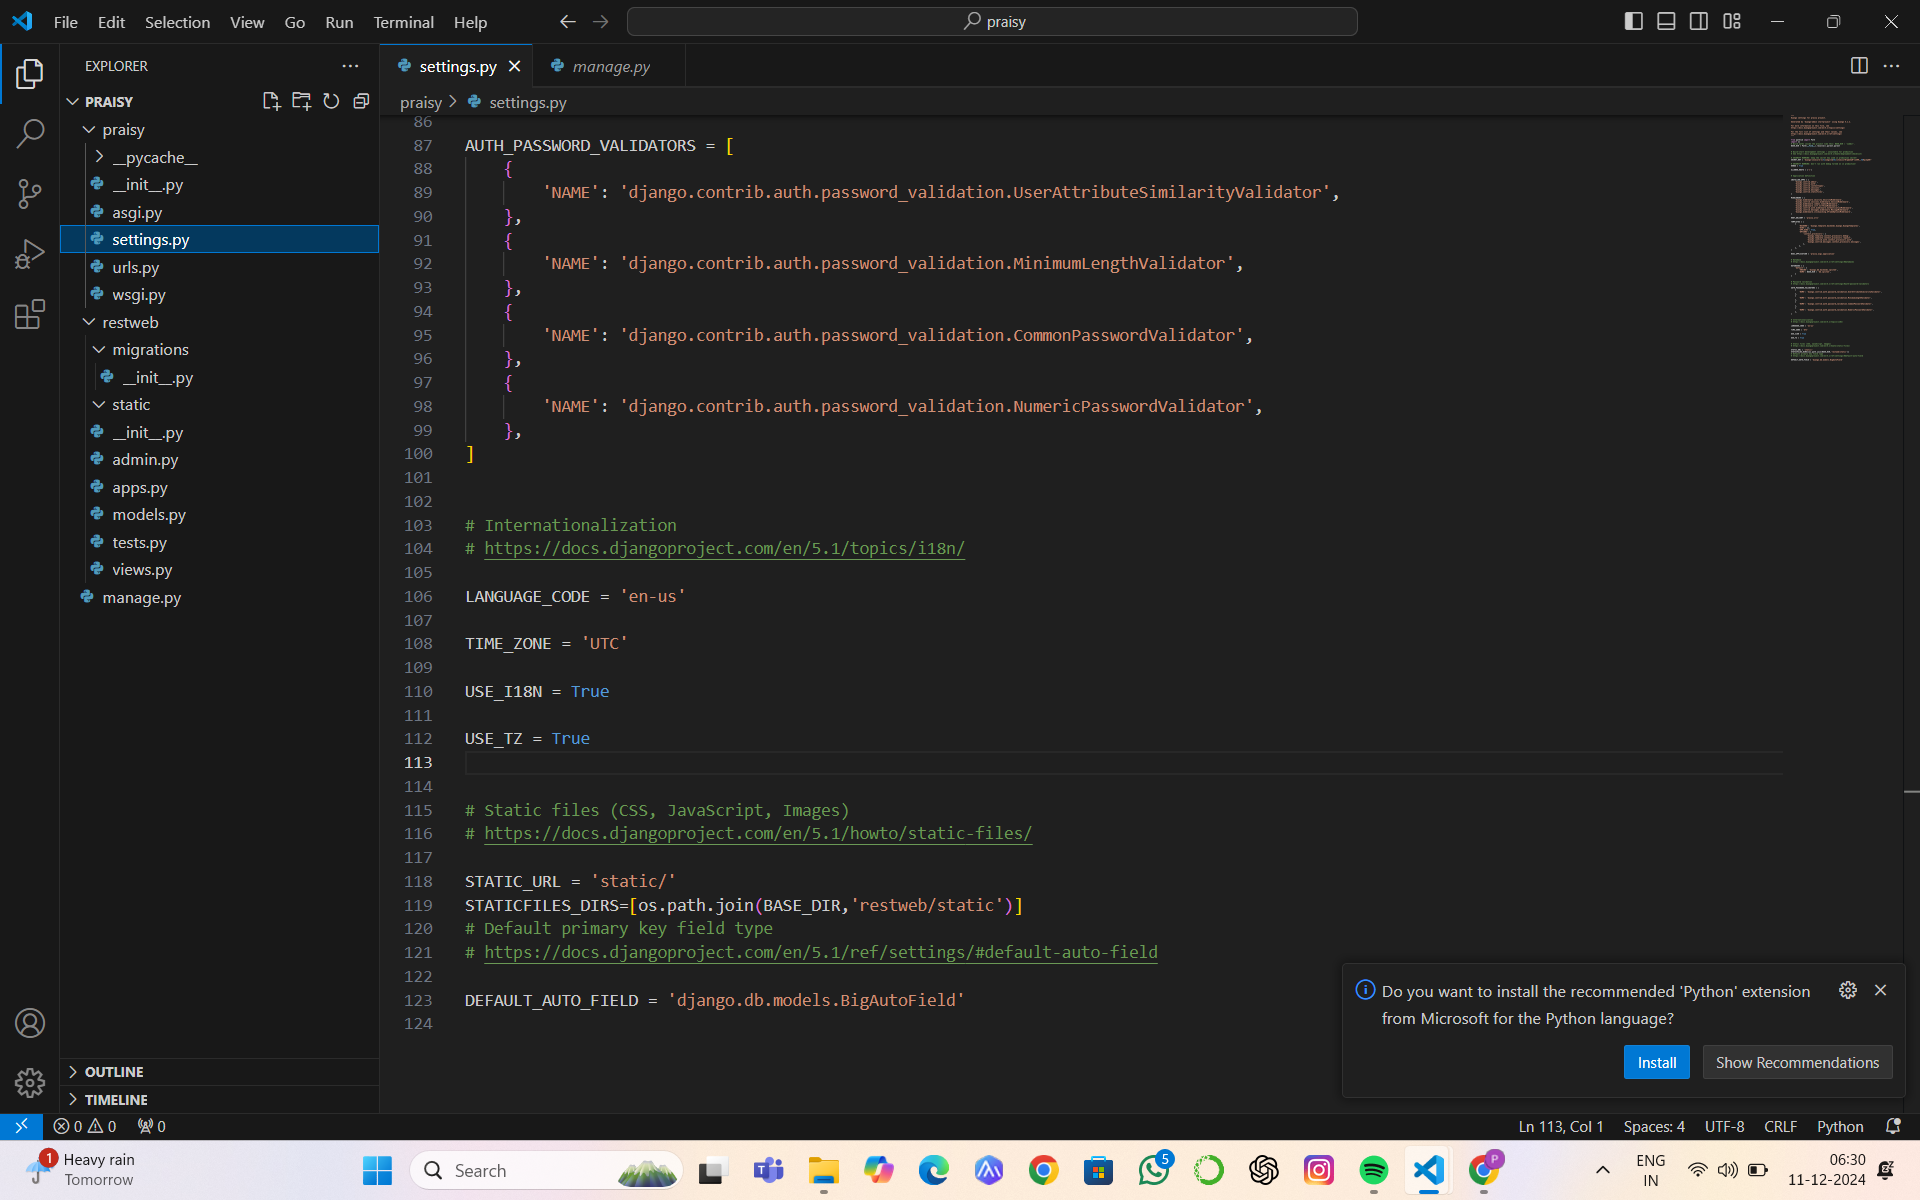 File Edit Selection View Go Run Terminal Help
praisy
EXPLORER
PRAISY
praisy
__pycache__
__init__.py
asgi.py
settings.py
urls.py
wsgi.py
restweb
migrations
__init__.py
static
__init__.py
admin.py
apps.py
models.py
tests.py
views.py
manage.py
OUTLINE
TIMELINE
settings.py manage.py
praisy > settings.py
86
87 AUTH_PASSWORD_VALIDATORS = [
88 {
89 'NAME': 'django.contrib.auth.password_validation.UserAttributeSimilarityValidator',
90 },
91 {
92 'NAME': 'django.contrib.auth.password_validation.MinimumLengthValidator',
93 },
94 {
95 'NAME': 'django.contrib.auth.password_validation.CommonPasswordValidator',
96 },
97 {
98 'NAME': 'django.contrib.auth.password_validation.NumericPasswordValidator',
99 },
100 ]
101
102
103 # Internationalization
104 # https://docs.djangoproject.com/en/5.1/topics/i18n/
105
106 LANGUAGE_CODE = 'en-us'
107
108 TIME_ZONE = 'UTC'
109
110 USE_I18N = True
111
112 USE_TZ = True
113
114
115 # Static files (CSS, JavaScript, Images)
116 # https://docs.djangoproject.com/en/5.1/howto/static-files/
117
118 STATIC_URL = 'static/'
119 STATICFILES_DIRS=[os.path.join(BASE_DIR,'restweb/static')]
120 # Default primary key field type
121 # https://docs.djangoproject.com/en/5.1/ref/settings/#default-auto-field
122
123 DEFAULT_AUTO_FIELD = 'django.db.models.BigAutoField'
124
Do you want to install the recommended 'Python' extension
from Microsoft for the Python language?
Install Show Recommendations
0 0 0
Ln 113, Col 1 Spaces: 4 UTF-8 CRLF Python
1 Heavy rain
Tomorrow
Search
5
P
ENG
IN
06:30
11-12-2024